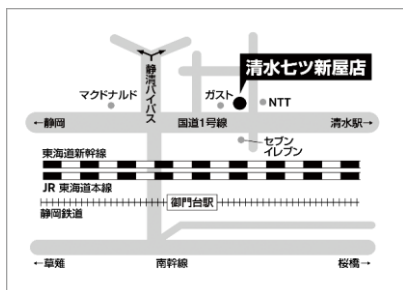 清水七ツ新屋店
静清バイパス
マクドナルド
ガスト
NTT
←静岡
国道1号線
清水駅→
セブン
イレブン
東海道新幹線
JR 東海道本線
御門台駅
静岡鉄道
←草薙
南幹線
桜橋→